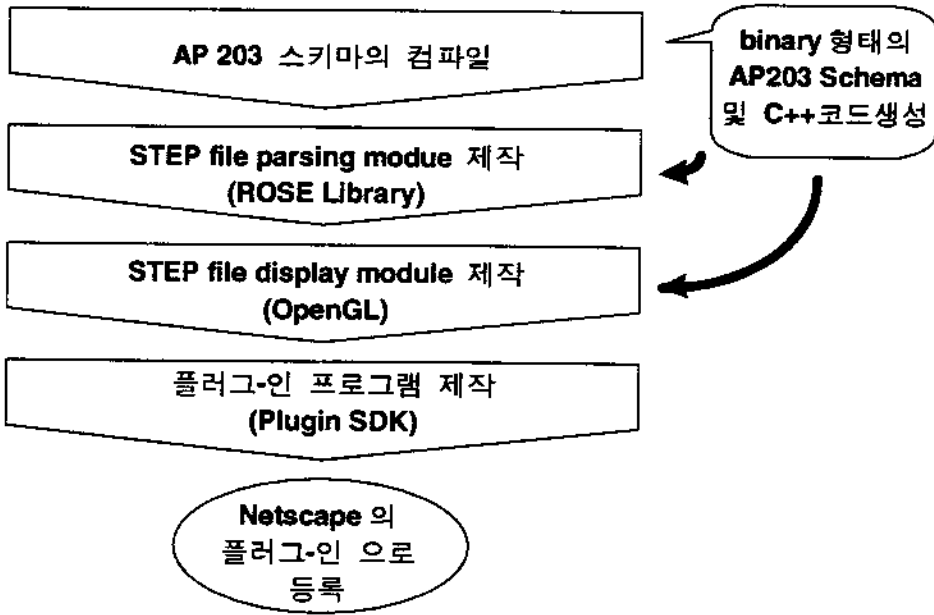 AP 203 스키마의 컴파일
binary 형태의
AP203 Schema
및 C++코드생성
STEP file parsing modue 제작
(ROSE Library)
STEP file display module 제작
(OpenGL)
플러그-인 프로그램 제작
(Plugin SDK)
Netscape 의
플러그-인 으로
등록